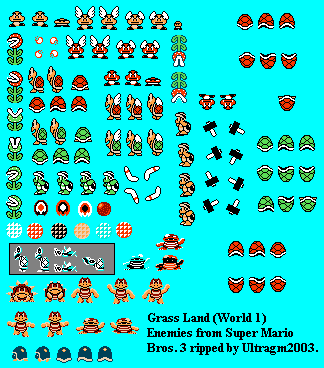 Grass Land (World 1)
Enemies from Super Mario
Bros. 3 ripped by Ultragm2003.